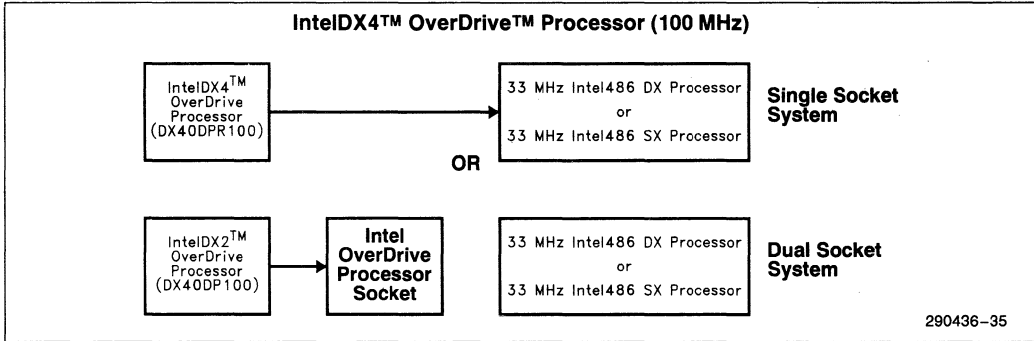 IntelDX4™ OverDrive™ Processor (100 MHz)
IntelDX4™
OverDrive
Processor
(DX4ODPR100)
33 MHz Intel486 DX Processor
or
33 MHz Intel486 SX Processor
Single Socket
System
OR
IntelDX2™
OverDrive
Processor
(DX4ODP100)
Intel
OverDrive
Processor
Socket
33 MHz Intel486 DX Processor
or
33 MHz Intel486 SX Processor
Dual Socket
System
290436–35